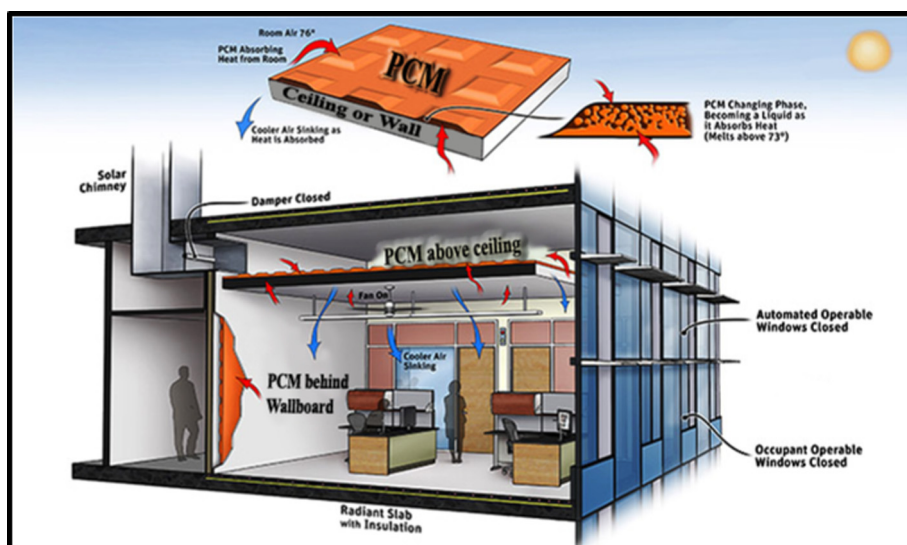 Room Air 76°
PCM Absorbing
Heat from Room
PCM
Ceiling or Wall
Cooler Air Sinking as
Heat is Absorbed
PCM Changing Phase,
Becoming a Liquid as
it Absorbs Heat
(Melts above 73°)
Solar
Chimney
Damper Closed
PCM above ceiling
Fan On
Cooler Air
Sinking
PCM behind
Wallboard
Automated Operable
Windows Closed
Occupant Operable
Windows Closed
Radiant Slab
with Insulation